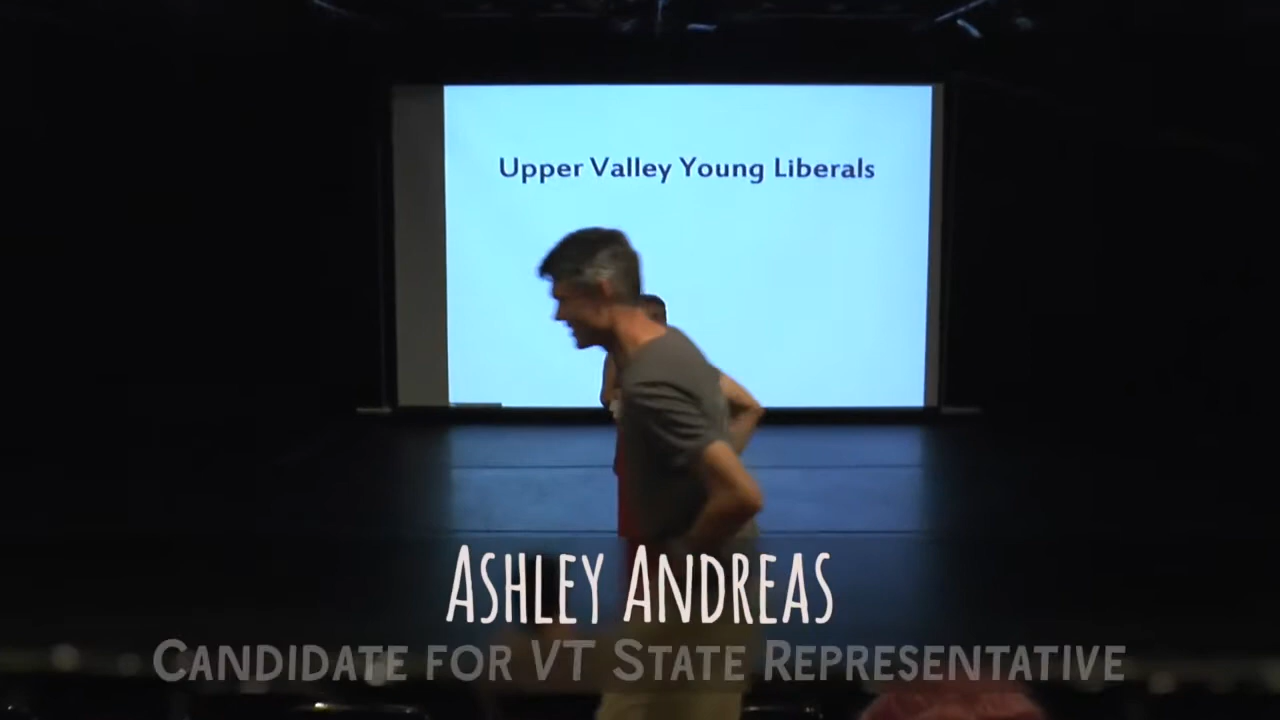 Upper Valley Young Liberals
Ashley Andreas
Candidate for VT State Representative